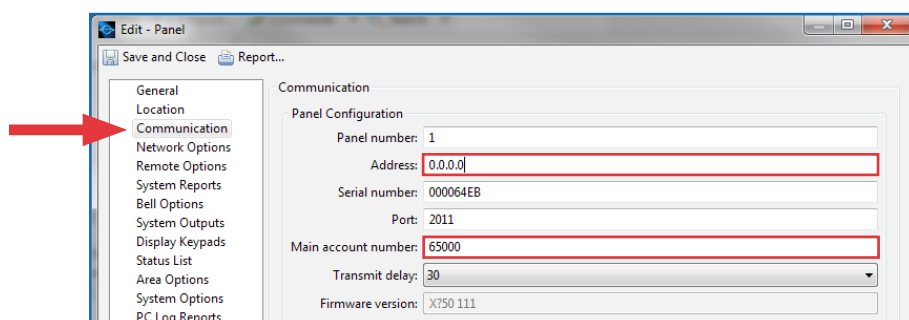 Edit - Panel
Save and Close Report...
General
Location
Communication
Network Options
Remote Options
System Reports
Bell Options
System Outputs
Display Keypads
Status List
Area Options
System Options
PC Log Reports
Communication
Panel Configuration
Panel number: 1
Address: 0.0.0.0
Serial number: 000064EB
Port: 2011
Main account number: 65000
Transmit delay: 30
Firmware version: X?50 111